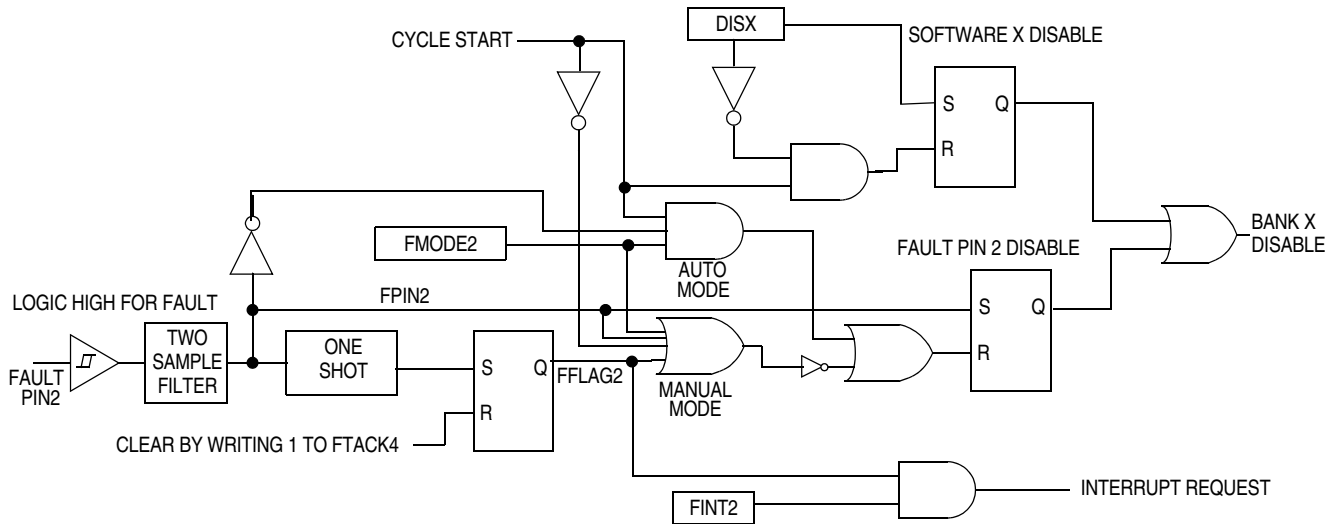 DISX
CYCLE START
SOFTWARE X DISABLE
S
Q
R
FMODE2
AUTO
MODE
BANK X
DISABLE
FAULT PIN 2 DISABLE
LOGIC HIGH FOR FAULT
FPIN2
S
Q
R
TWO
SAMPLE
FILTER
ONE
SHOT
S
Q
R
FFLAG2
MANUAL
MODE
FAULT
PIN2
CLEAR BY WRITING 1 TO FTACK4
FINT2
INTERRUPT REQUEST